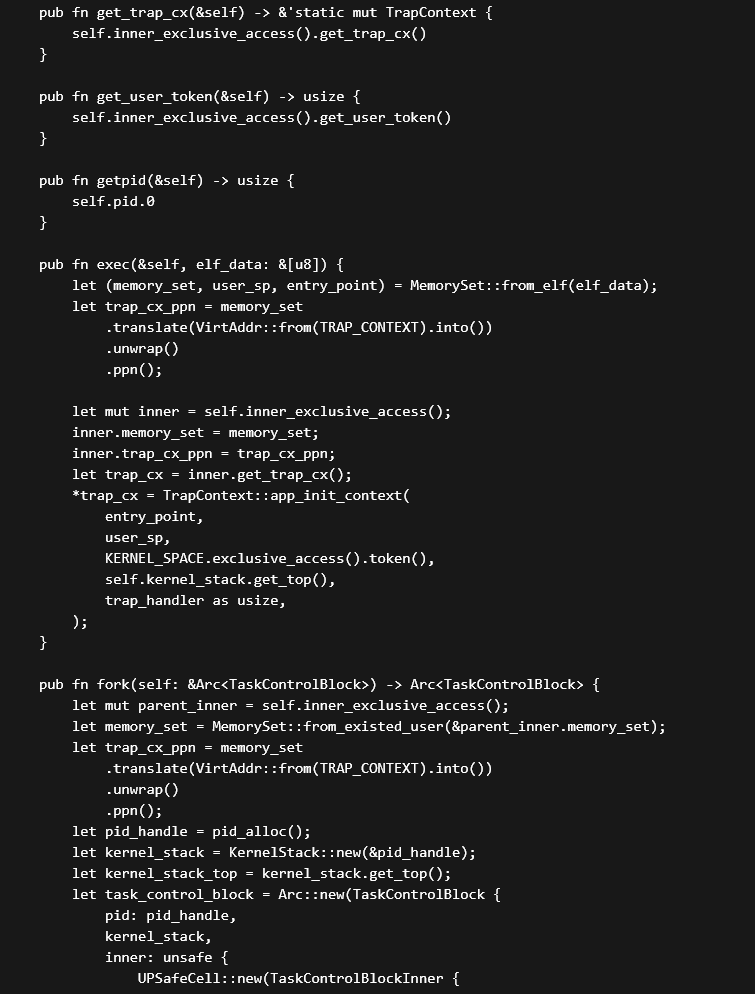 pub fn get_trap_cx(&self) -> &'static mut TrapContext {
self.inner_exclusive_access().get_trap_cx()
}
pub fn get_user_token(&self) -> usize {
self.inner_exclusive_access().get_user_token()
}
pub fn getpid(&self) -> usize {
self.pid.0
}
pub fn exec(&self, elf_data: &[u8]) {
let (memory_set, user_sp, entry_point) = MemorySet::from_elf(elf_data);
let trap_cx_ppn = memory_set
.translate(VirtAddr::from(TRAP_CONTEXT).into())
.unwrap()
.ppn();
let mut inner = self.inner_exclusive_access();
inner.memory_set = memory_set;
inner.trap_cx_ppn = trap_cx_ppn;
let trap_cx = inner.get_trap_cx();
*trap_cx = TrapContext::app_init_context(
entry_point,
user_sp,
KERNEL_SPACE.exclusive_access().token(),
self.kernel_stack.get_top(),
trap_handler as usize,
);
}
pub fn fork(self: &Arc<TaskControlBlock>) -> Arc<TaskControlBlock> {
let mut parent_inner = self.inner_exclusive_access();
let memory_set = MemorySet::from_existed_user(&parent_inner.memory_set);
let trap_cx_ppn = memory_set
.translate(VirtAddr::from(TRAP_CONTEXT).into())
.unwrap()
.ppn();
let pid_handle = pid_alloc();
let kernel_stack = KernelStack::new(&pid_handle);
let kernel_stack_top = kernel_stack.get_top();
let task_control_block = Arc::new(TaskControlBlock {
pid: pid_handle,
kernel_stack,
inner: unsafe {
UPSafeCell::new(TaskControlBlockInner {